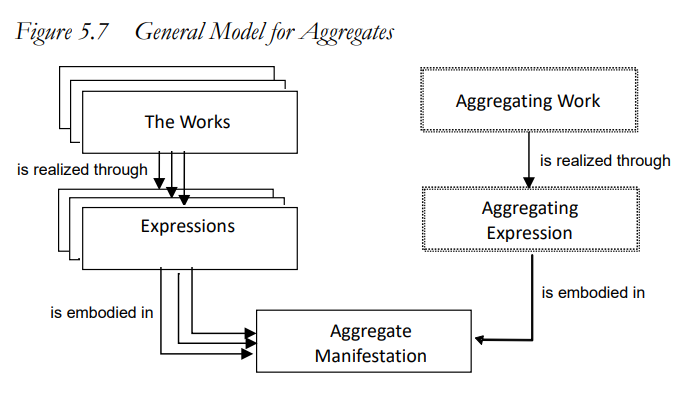 Figure 5.7 General Model for Aggregates
The Works
Aggregating Work
is realized through
is realized through
Expressions
Aggregating
Expression
is embodied in
is embodied in
Aggregate
Manifestation